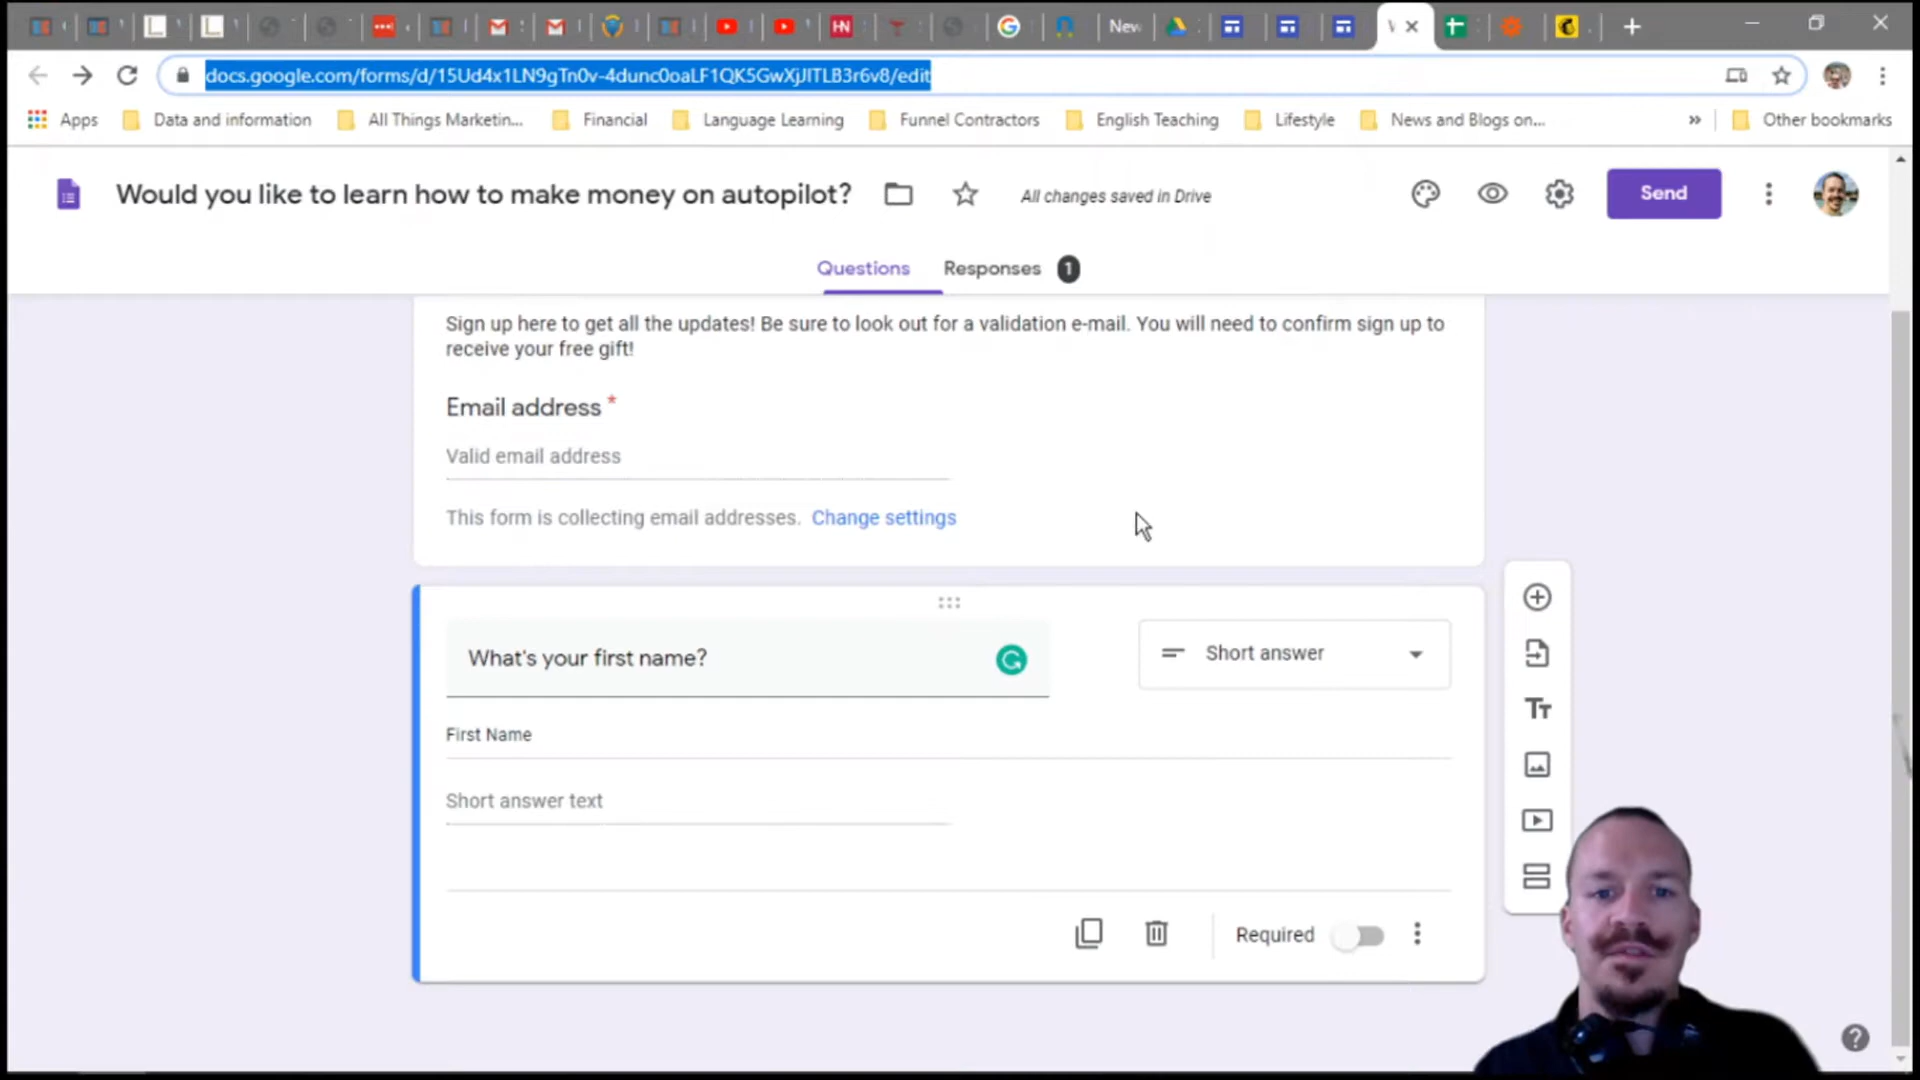 New
docs.google.com/forms/d/15Ud4x1LN9gTn0v-4dunc0oaLF1QK5GwXjJITLB3r6v8/edit
Apps Data and information All Things Marketin... Financial Language Learning Funnel Contractors English Teaching Lifestyle News and Blogs on... » Other bookmarks
Would you like to learn how to make money on autopilot? All changes saved in Drive Send
Questions Responses 1
Sign up here to get all the updates! Be sure to look out for a validation e-mail. You will need to confirm sign up to
receive your free gift!
Email address *
Valid email address
This form is collecting email addresses. Change settings
What's your first name? Short answer
First Name
Short answer text
Required